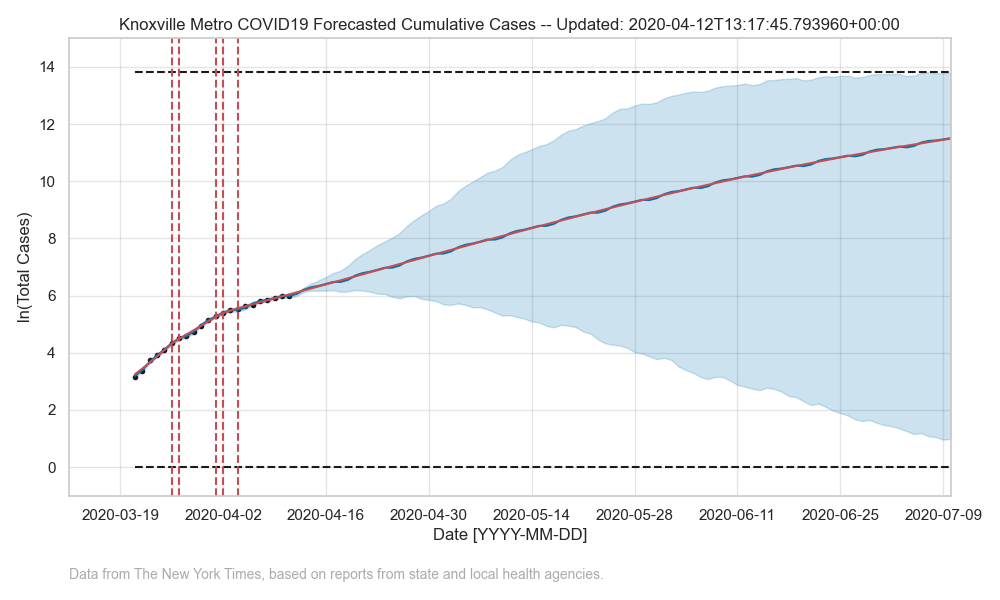 Knoxville Metro COVID19 Forecasted Cumulative Cases -- Updated: 2020-04-12T13:17:45.793960+00:00
14
12
10
8
6
4
2
0
ln(Total Cases)
2020-03-19 2020-04-02 2020-04-16 2020-04-30 2020-05-14 2020-05-28 2020-06-11 2020-06-25 2020-07-09
Date [YYYY-MM-DD]
Data from The New York Times, based on reports from state and local health agencies.